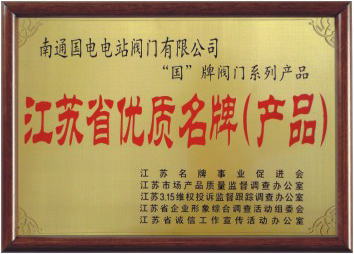 南通国电电站阀门有限公司
“国”牌阀门系列产品
江苏省优质名牌(产品)
江苏名牌事业促进会
江苏市场产品质量监督调查办公室
江苏3.15维权投诉监督跟踪调查办公室
江苏省企业形象综合调查活动组委会
江苏省诚信工作宣传活动办公室